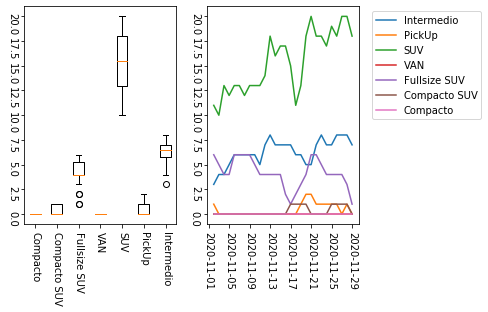 20.0
17.5
15.0
12.5
10.0
7.5
5.0
2.5
0.0
Compacto
Compacto SUV
Fullsize SUV
VAN
SUV
PickUp
Intermedio
20.0
17.5
15.0
12.5
10.0
7.5
5.0
2.5
0.0
2020-11-01
2020-11-05
2020-11-09
2020-11-13
2020-11-17
2020-11-21
2020-11-25
2020-11-29
Intermedio
PickUp
SUV
VAN
Fullsize SUV
Compacto SUV
Compacto